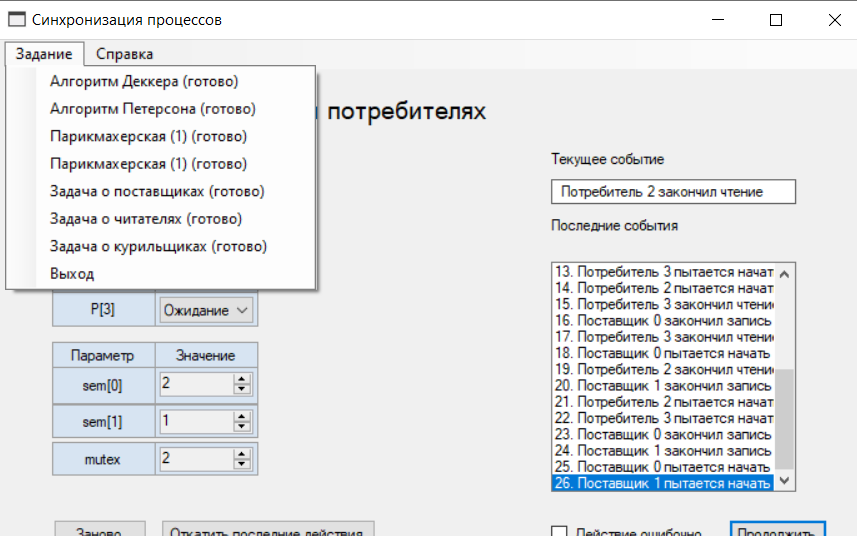 Синхронизация процессов
Задание Справка
Алгоритм Деккера (готово)
Алгоритм Петерсона (готово)
Парикмахерская (1) (готово)
Парикмахерская (1) (готово)
Задача о поставщиках (готово)
Задача о читателях (готово)
Задача о курильщиках (готово)
Выход
потребителях
P[3] Ожидание
Параметр Значение
sem[0] 2
sem[1] 1
mutex 2
Заново Откатить последние действия
Текущее событие
Потребитель 2 закончил чтение
Последние события
13. Потребитель 3 пытается начат
14. Потребитель 2 пытается начат
15. Потребитель 3 закончил чтени
16. Поставщик 0 закончил запись
17. Потребитель 3 закончил чтени
18. Поставщик 0 пытается начать
19. Потребитель 2 закончил чтени
20. Поставщик 1 закончил запись
21. Потребитель 2 пытается начат
22. Потребитель 3 пытается начат
23. Поставщик 0 закончил запись
24. Поставщик 1 закончил запись
25. Поставщик 0 пытается начать
26. Поставщик 1 пытается начать
Действие ошибочно Продолжить